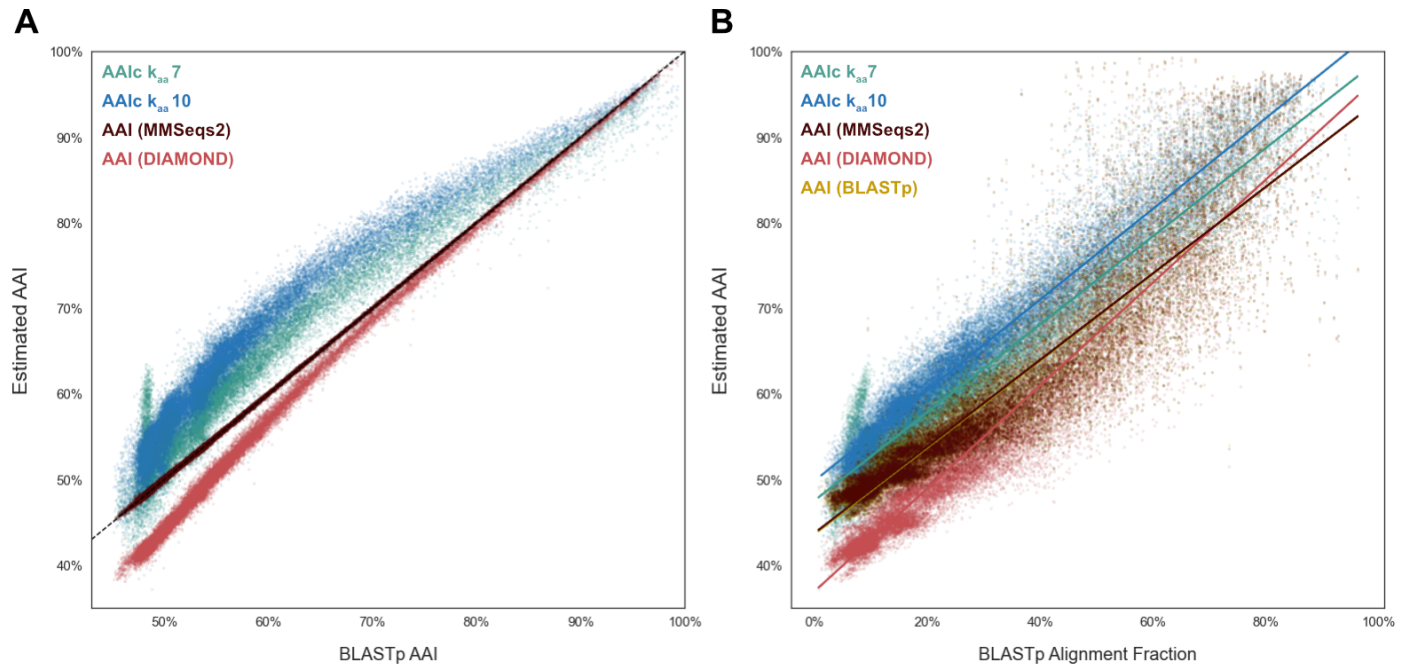 A
100%
90%
80%
70%
60%
50%
40%
Estimated AAI
AAIc kaa7
AAIc kaa10
AAI (MMSeqs2)
AAI (DIAMOND)
50%
60%
70%
80%
90%
100%
BLASTp AAI
B
100%
90%
80%
70%
60%
50%
40%
Estimated AAI
AAIc kaa7
AAIc kaa10
AAI (MMSeqs2)
AAI (DIAMOND)
AAI (BLASTp)
0%
20%
40%
60%
80%
100%
BLASTp Alignment Fraction